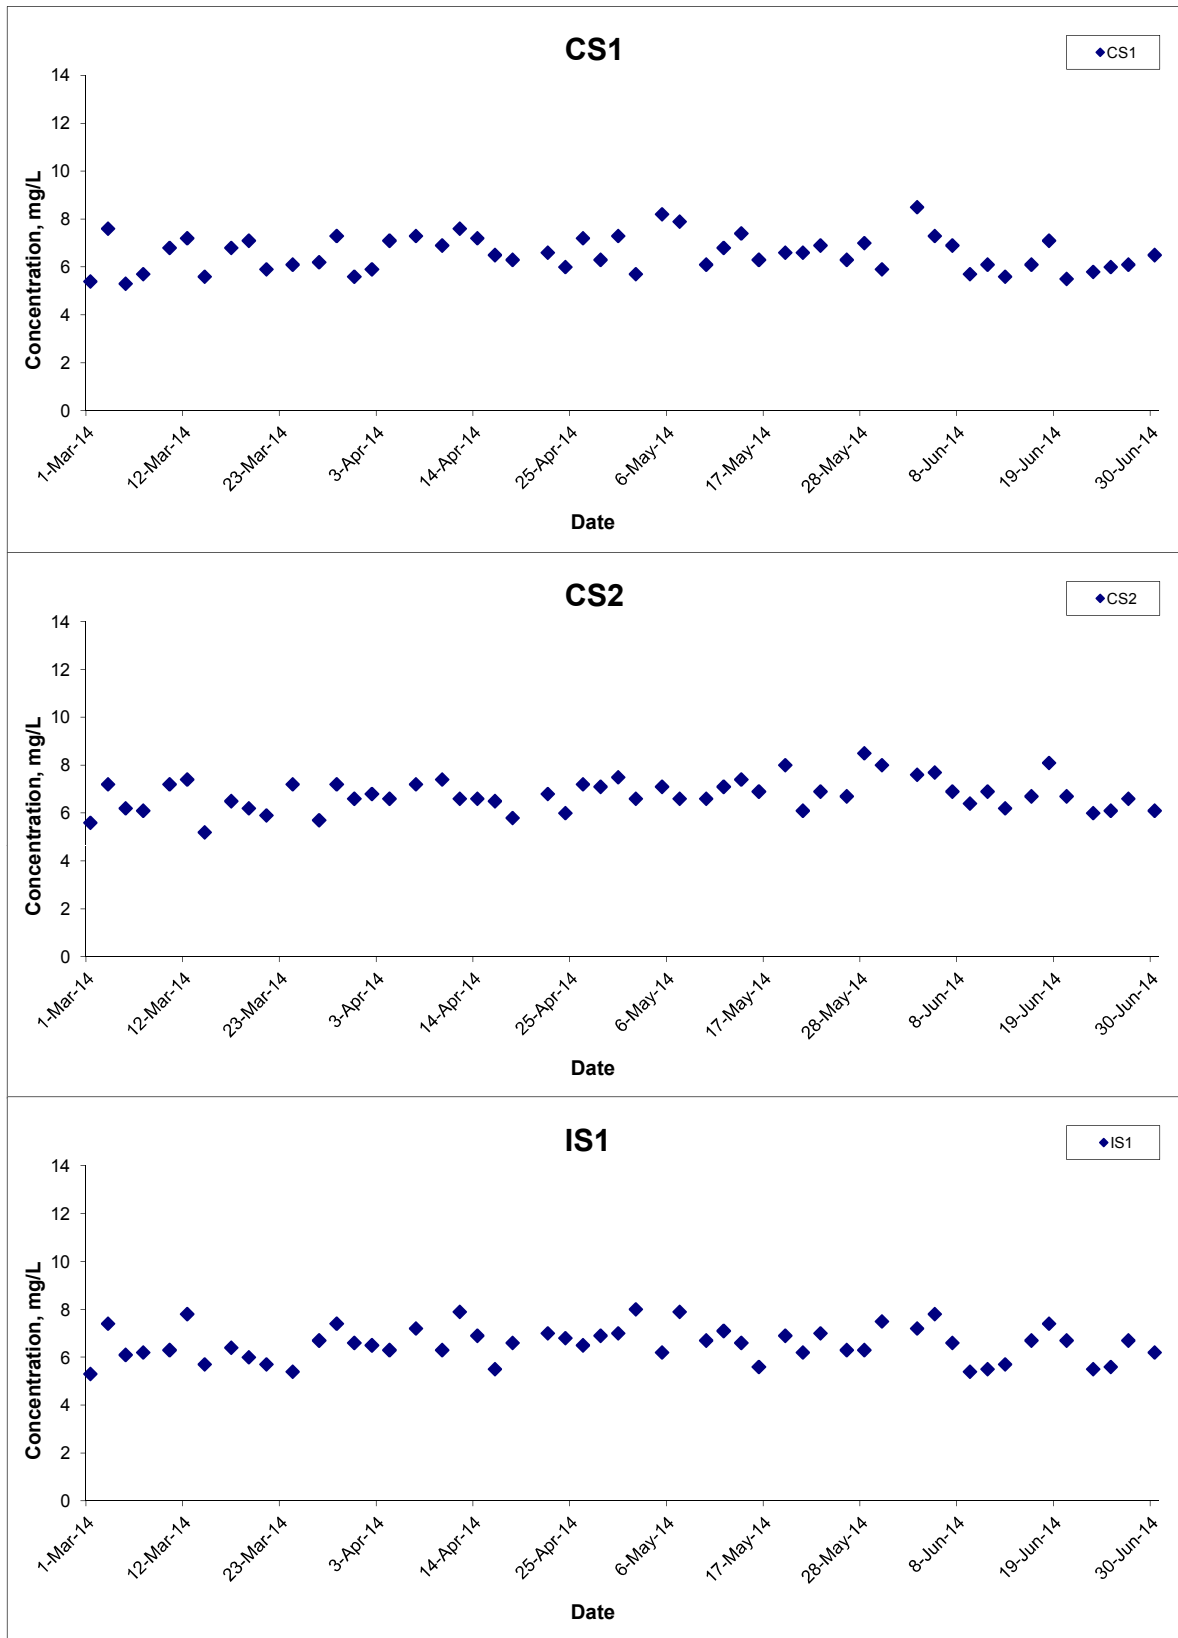 CS1
CS1
14
12
10
8
6
4
2
0
Concentration, mg/L
1-Mar-14
12-Mar-14
23-Mar-14
3-Apr-14
14-Apr-14
25-Apr-14
6-May-14
17-May-14
28-May-14
8-Jun-14
19-Jun-14
30-Jun-14
Date
CS2
CS2
14
12
10
8
6
4
2
0
Concentration, mg/L
1-Mar-14
12-Mar-14
23-Mar-14
3-Apr-14
14-Apr-14
25-Apr-14
6-May-14
17-May-14
28-May-14
8-Jun-14
19-Jun-14
30-Jun-14
Date
IS1
IS1
14
12
10
8
6
4
2
0
Concentration, mg/L
1-Mar-14
12-Mar-14
23-Mar-14
3-Apr-14
14-Apr-14
25-Apr-14
6-May-14
17-May-14
28-May-14
8-Jun-14
19-Jun-14
30-Jun-14
Date